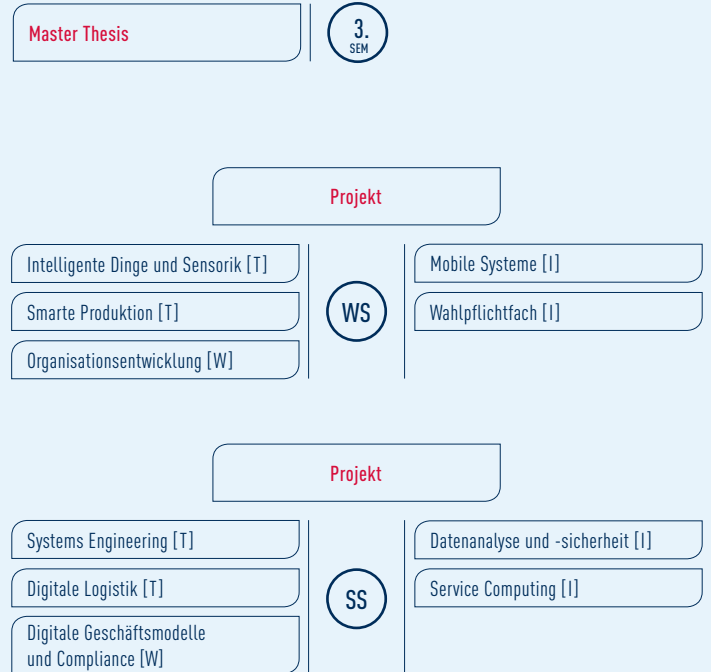 Master Thesis
3.
SEM
Projekt
Intelligente Dinge und Sensorik [T]
Smarte Produktion [T]
Organisationsentwicklung [W]
WS
Mobile Systeme [I]
Wahlpflichtfach [I]
Projekt
Systems Engineering [T]
Digitale Logistik [T]
Digitale Geschäftsmodelle
und Compliance [W]
SS
Datenanalyse und -sicherheit [I]
Service Computing [I]